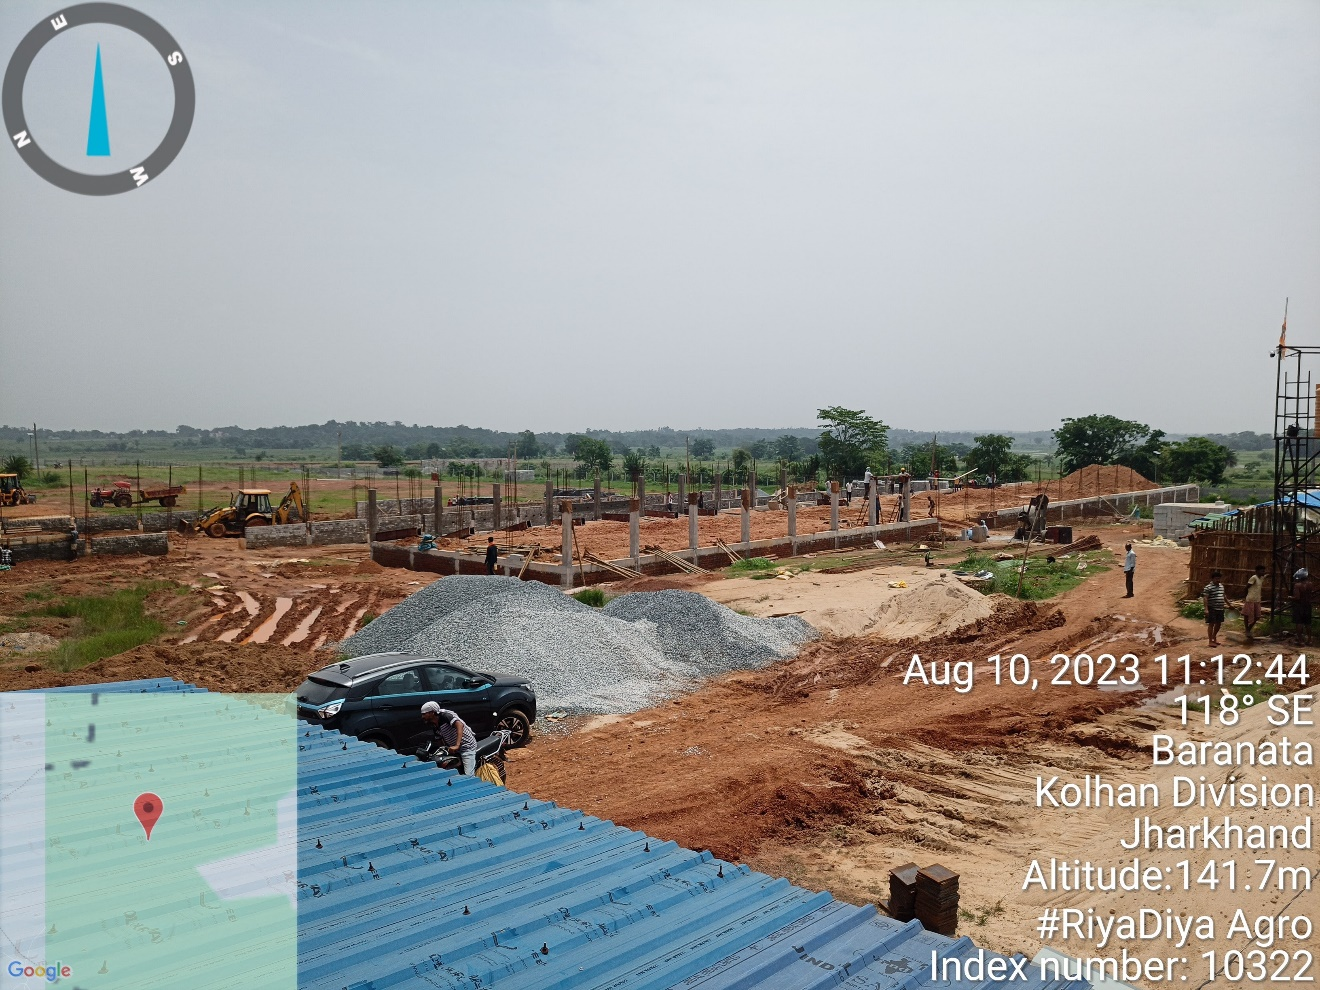 E
S
N
W
Aug 10, 2023 11:12:44
118° SE
Baranata
Kolhan Division
Jharkhand
Altitude:141.7m
#RiyaDiya Agro
Index number: 10322
Google